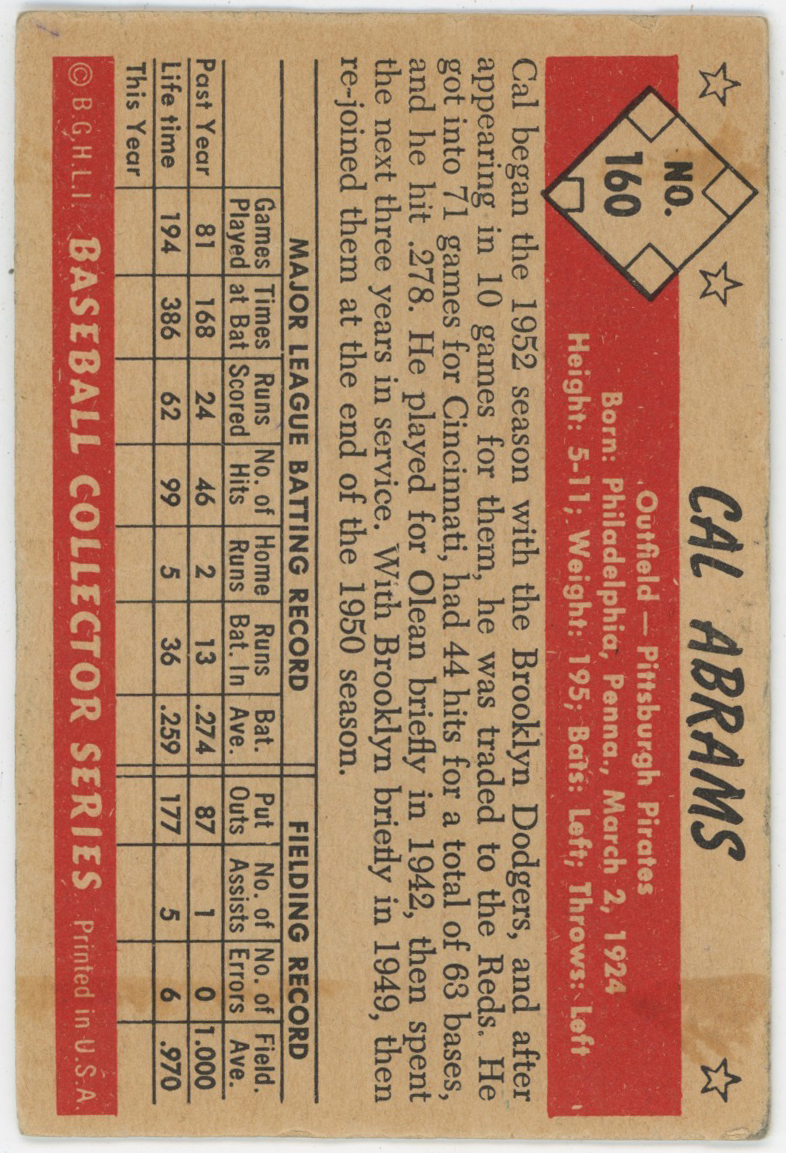 NO.
160
CAL ABRAMS
Outfield — Pittsburgh Pirates
Born: Philadelphia, Penna., March 2, 1924
Height: 5-11; Weight: 195; Bats: Left; Throws: Left
Cal began the 1952 season with the Brooklyn Dodgers, and after
appearing in 10 games for them, he was traded to the Reds. He
got into 71 games for Cincinnati, had 44 hits for a total of 63 bases,
and he hit .278. He played for Olean briefly in 1942, then spent
the next three years in service. With Brooklyn briefly in 1949, then
re-joined them at the end of the 1950 season.
MAJOR LEAGUE BATTING RECORD FIELDING RECORD
Games Times Runs No. of Home Runs Bat. Put No. of No. of Field.
Played at Bat Scored Hits Runs Bat. In Ave. Outs Assists Errors Ave.
Past Year 81 168 24 46 2 13 .274 87 1 0 1.000
Life time 194 386 62 99 5 36 .259 177 5 6 .970
This Year
© B.G.H.L.I. BASEBALL COLLECTOR SERIES Printed in U.S.A.